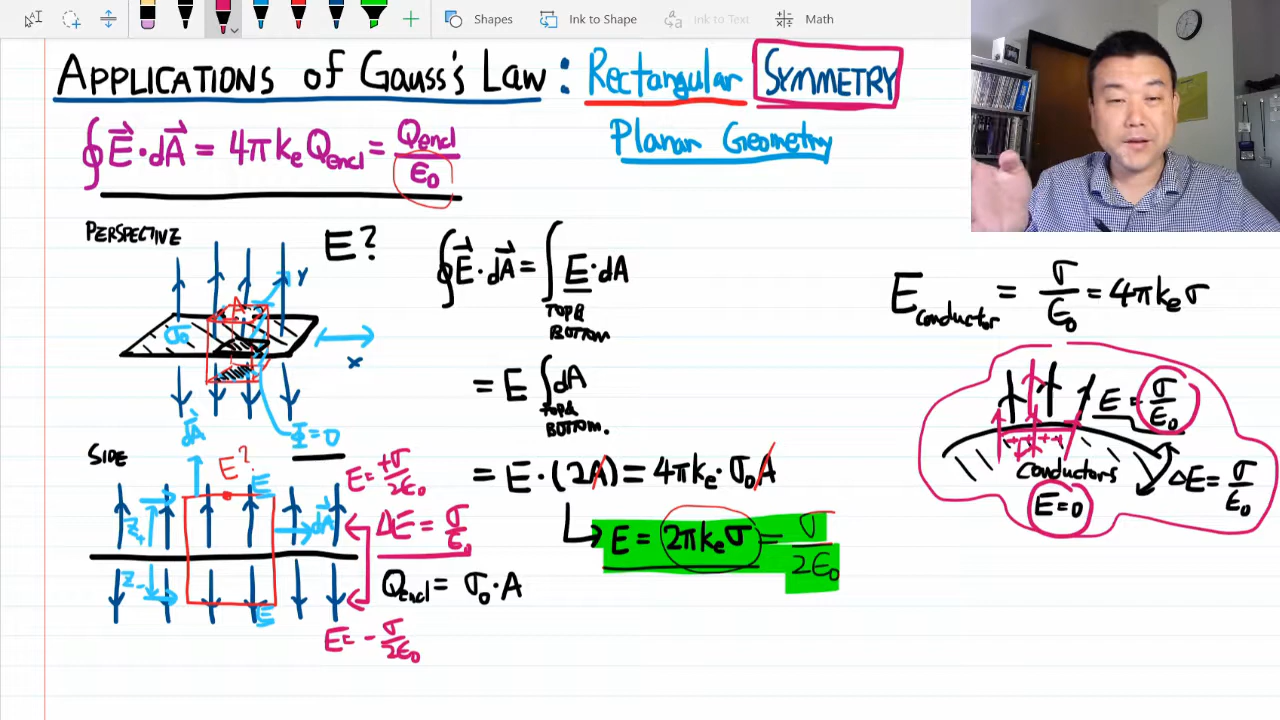 Shapes
Ink to Shape
Ink to Text
Math
APPLICATIONS of Gauss's Law: Rectangular SYMMETRY
Planar Geometry
∮E⃗·dA⃗ = 4πkₑQencl = Qencl/ε₀
PERSPECTIVE
E?
∮E⃗·dA⃗ = ∫E·dA
TOP & BOTTOM
A
Y
σ₀
X
Econductor = σ/ε₀ = 4πkₑσ
= E∫dA
TOP & BOTTOM.
E = σ/ε₀
++++
conductors
E=0
ΔE = σ/ε₀
dA⃗
Φ=0
SIDE
E?
E
E=+σ/2ε₀
= E·(2A) = 4πkₑ·σ₀A
Z₊
dA⃗
ΔE = σ/ε₀
E = 2πkₑσ = σ/2ε₀
Z₋
Qencl = σ₀·A
E
E=-σ/2ε₀